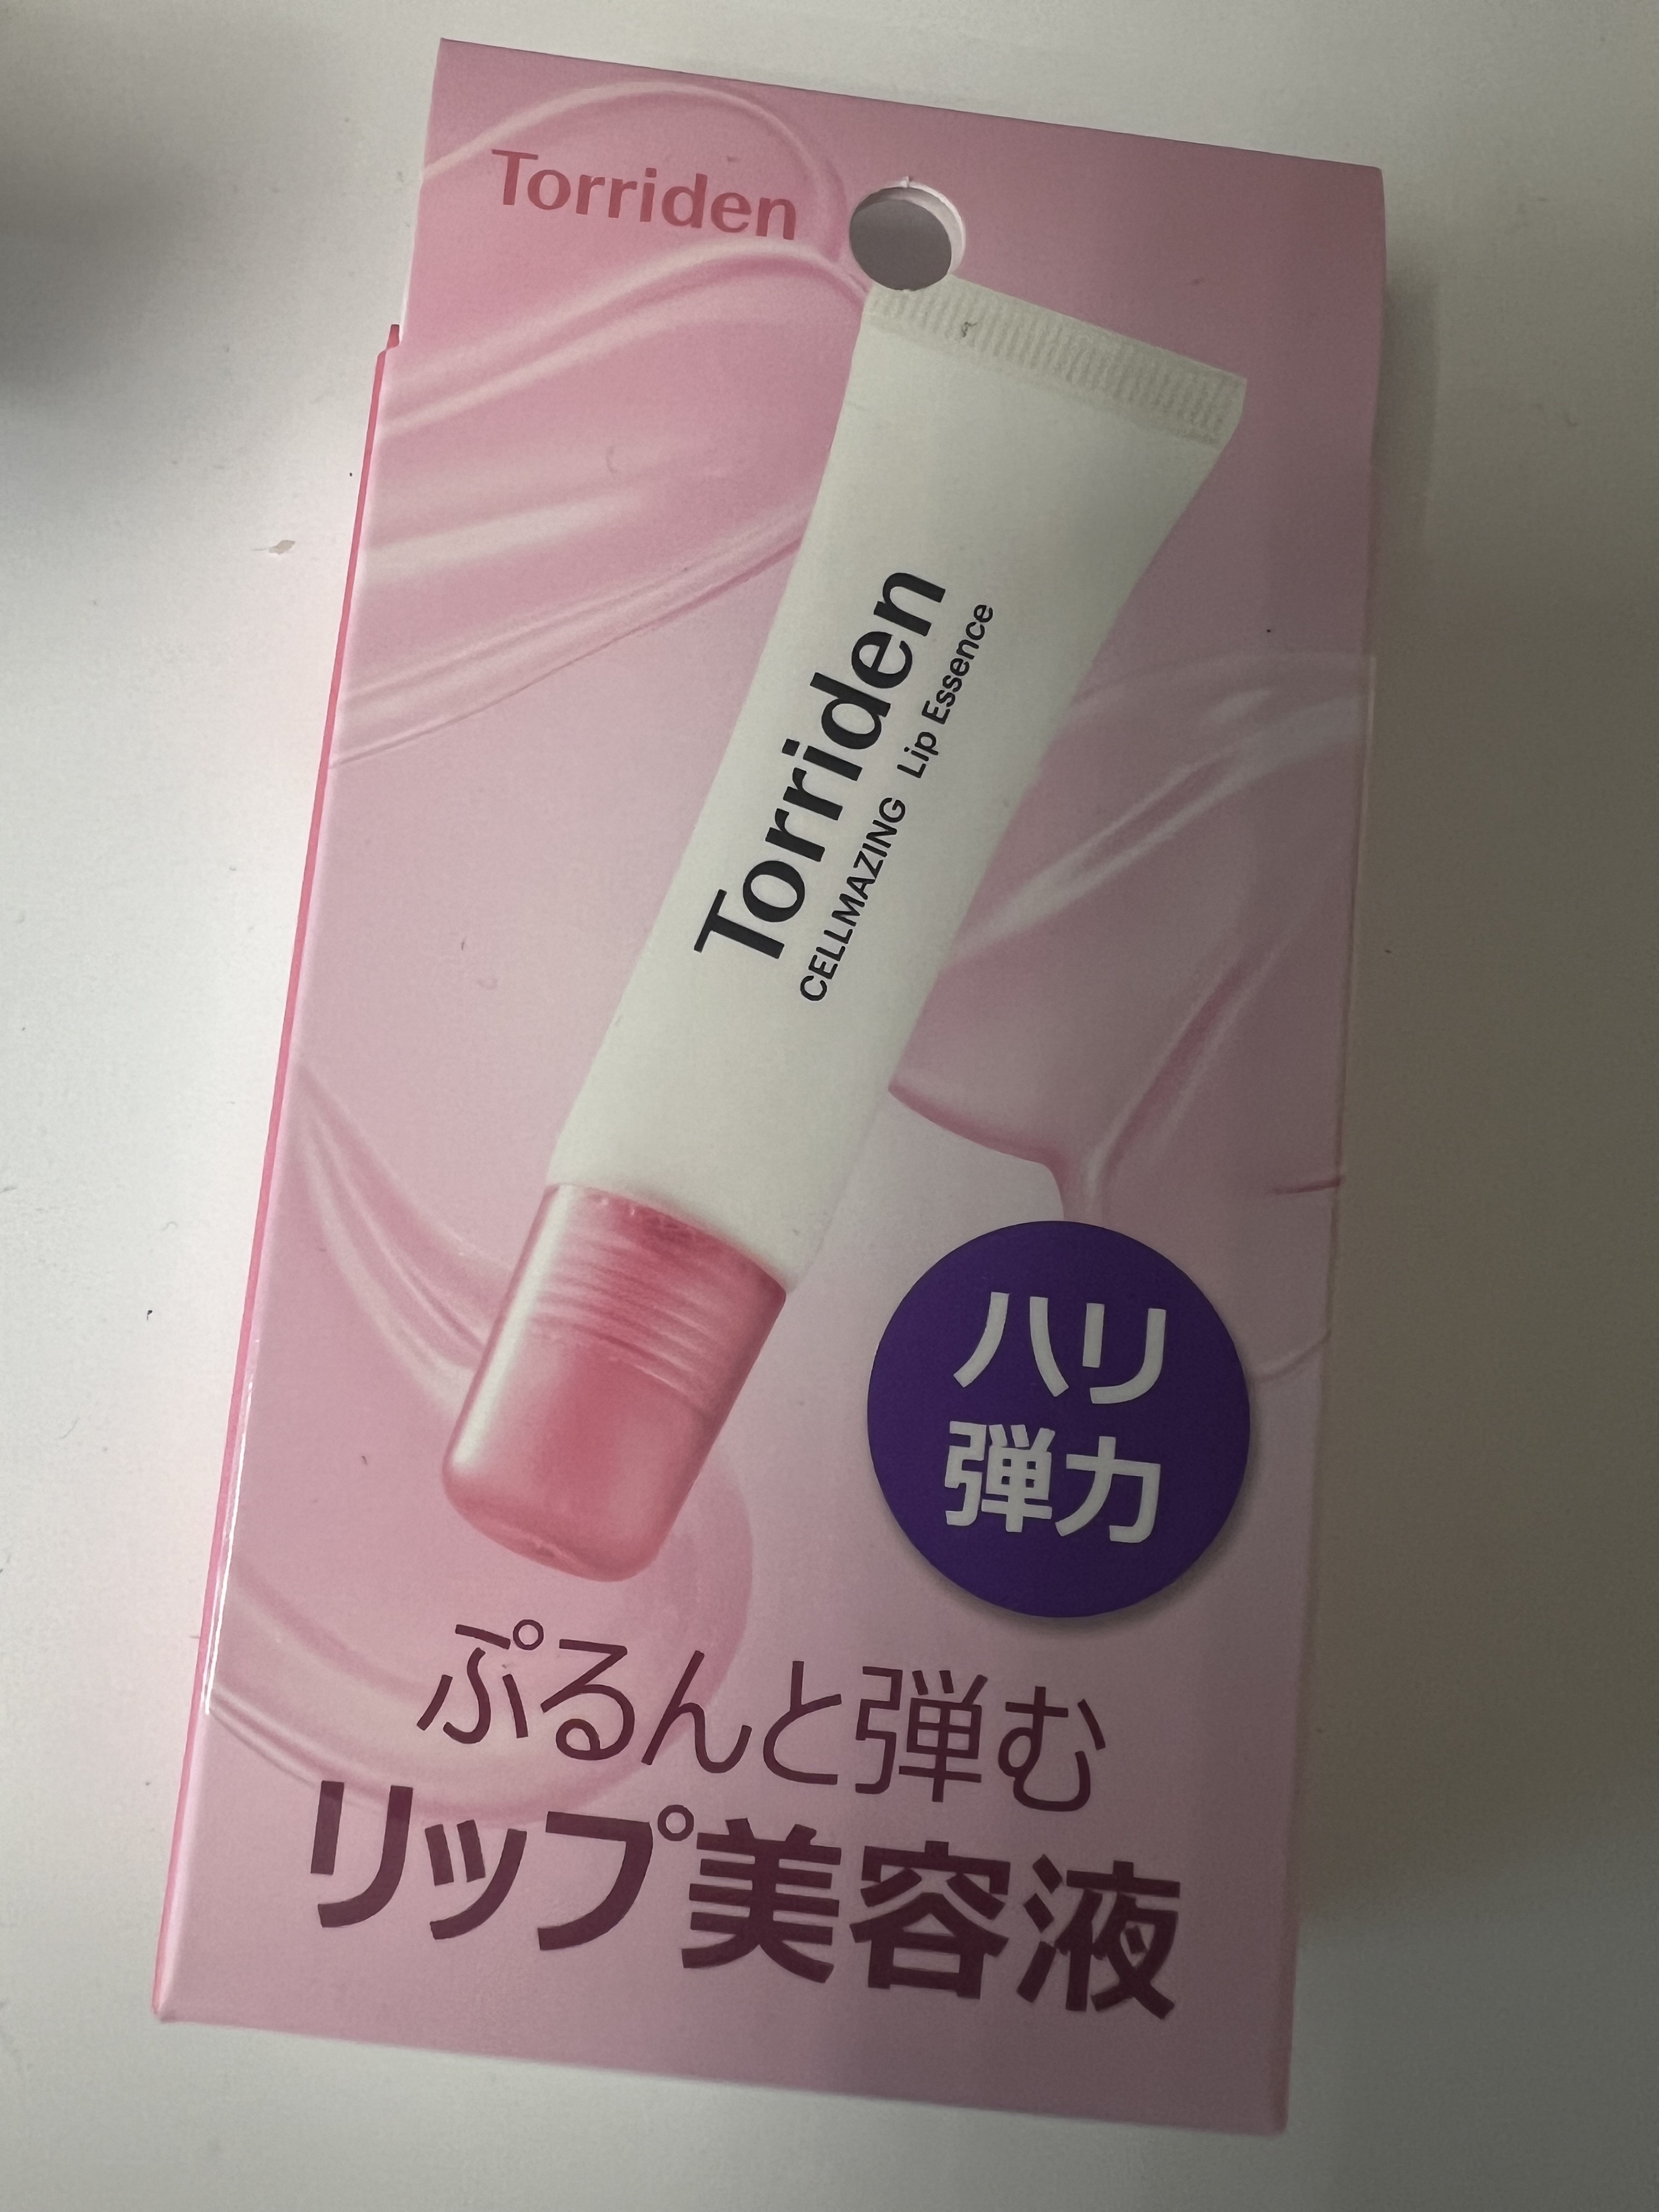 Torriden
Torriden
CELLMAZING Lip Essence
ハリ
弾力
ぷるんと弾む
リップ美容液